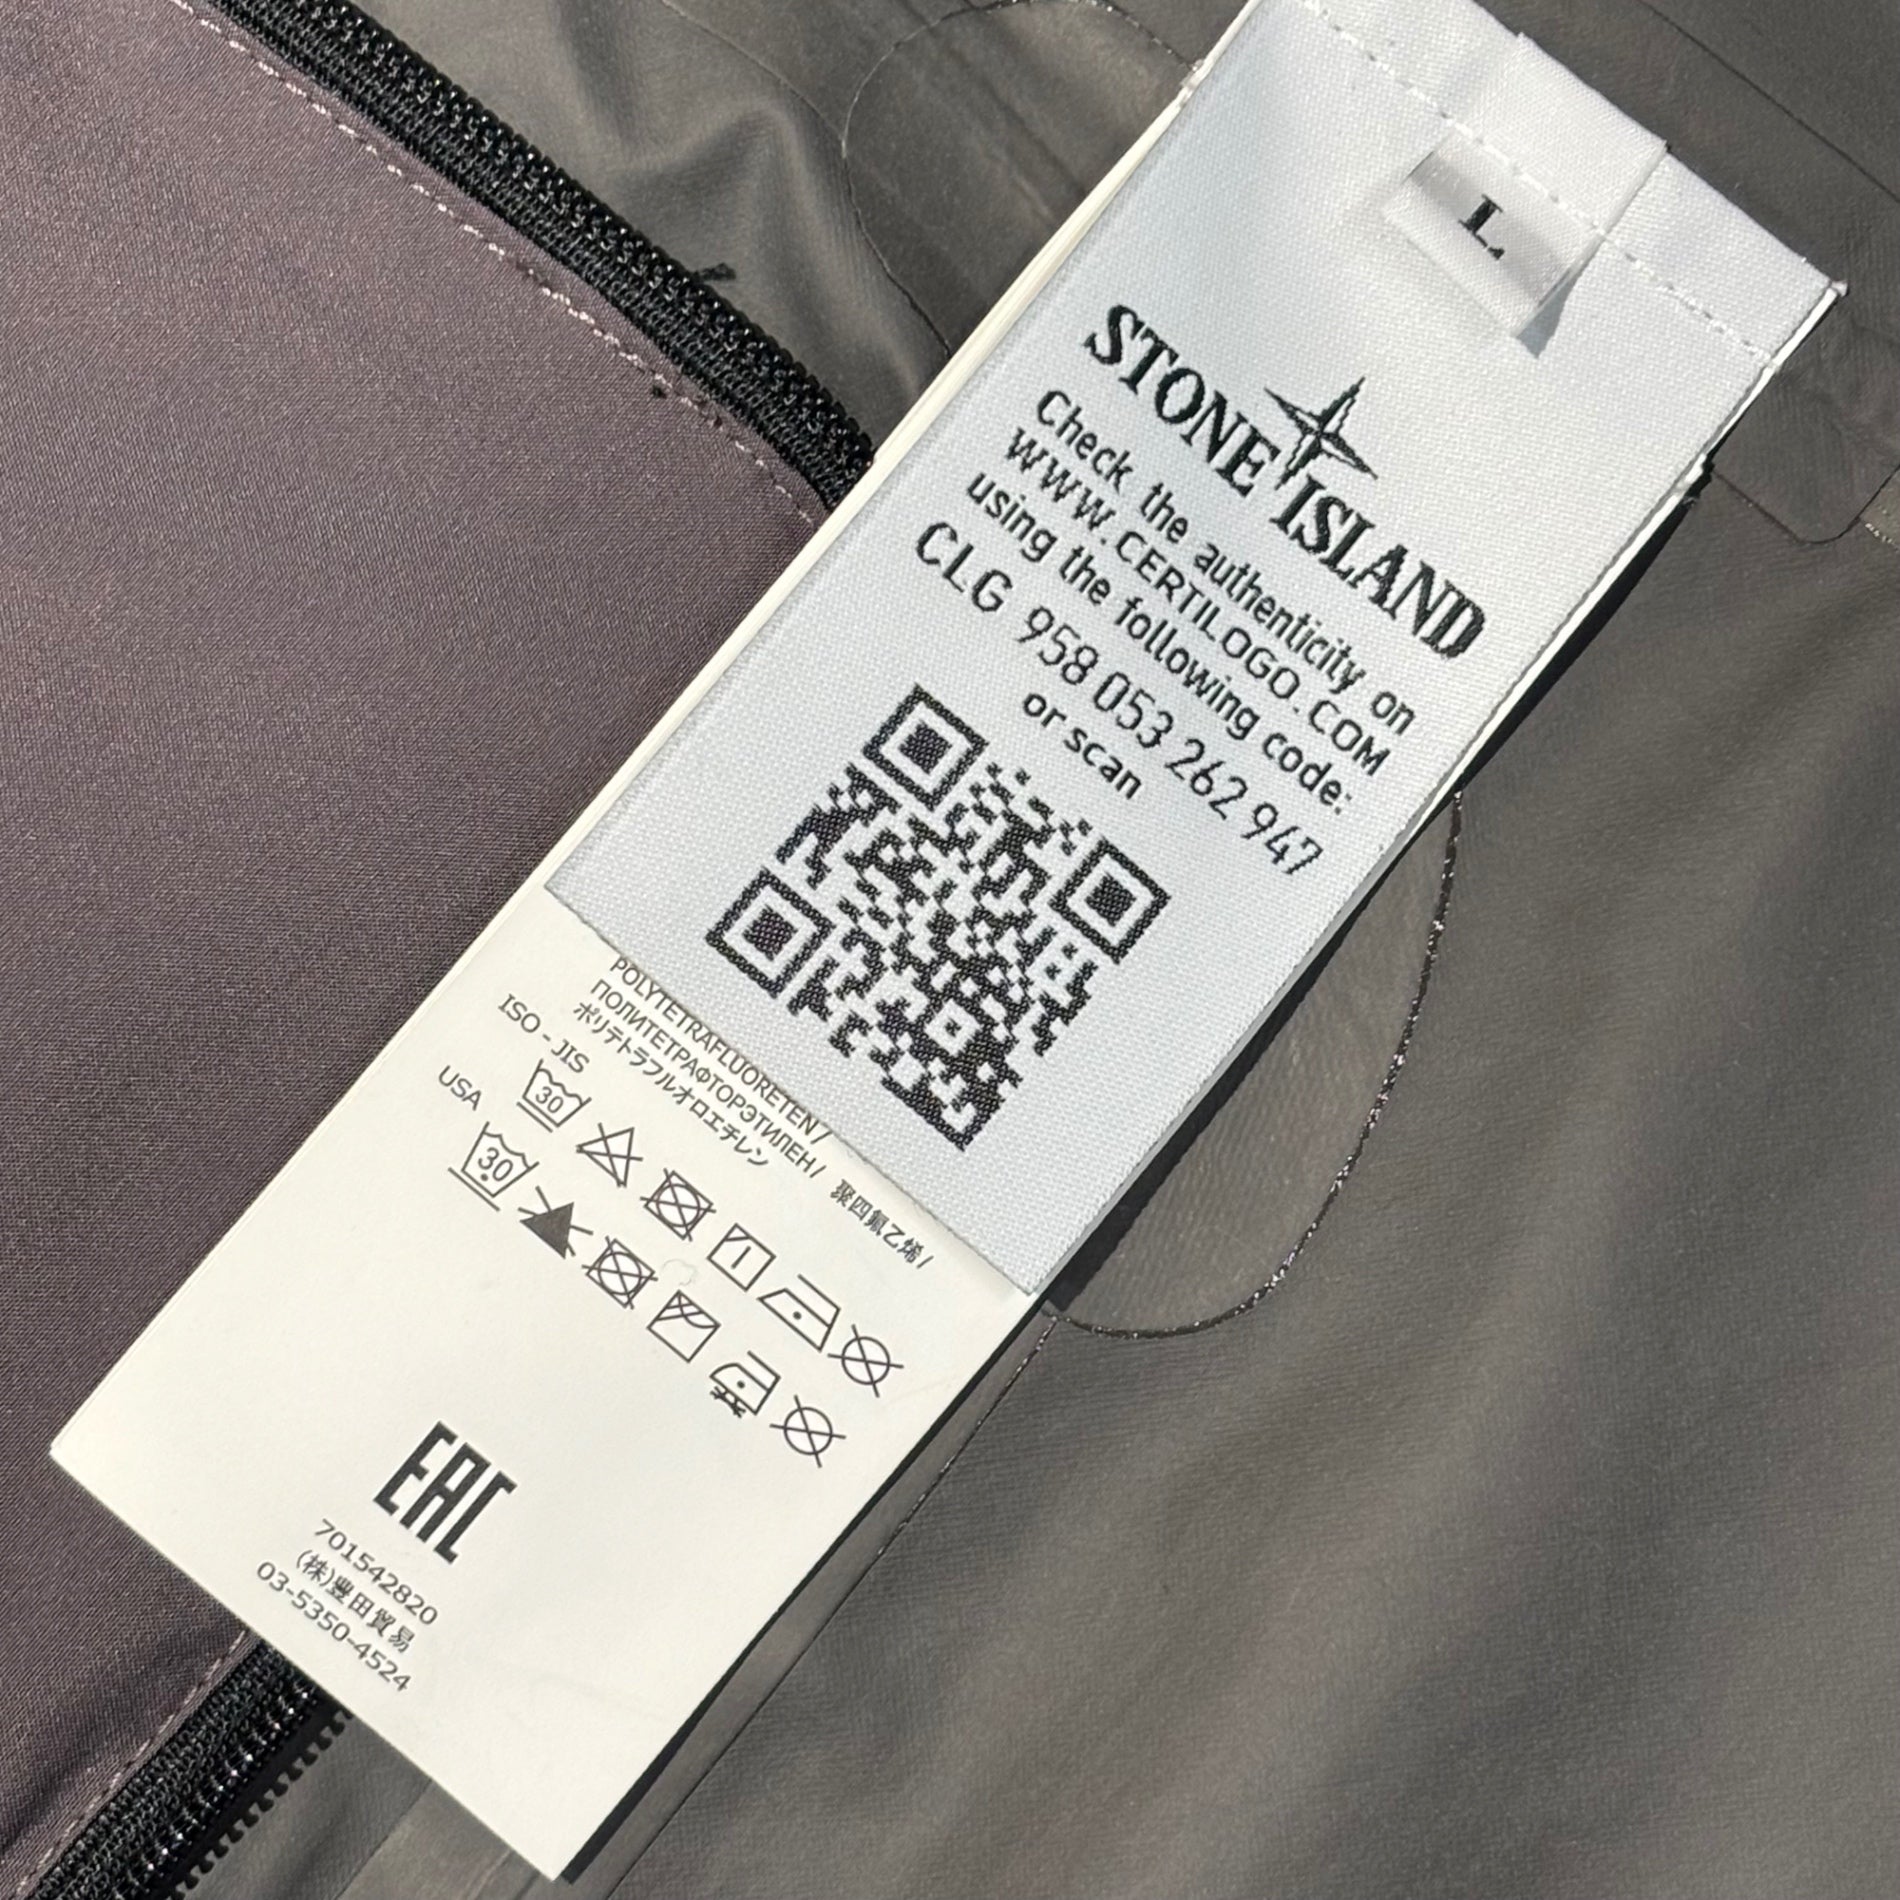 L
STONE ISLAND
Check the authenticity on
WWW.CERTILOGO.COM
using the following code:
CLG 958 053 262 947
or scan
POLYTETRAFLUORETEN/
ПОЛИТЕТРАФТОРЭТИЛЕН/ 聚四氟乙烯/
ポリテトラフルオロエチレン
ISO - JIS
30
USA
30
EAC
701542820
(株)豊田貿易
03-5350-4524